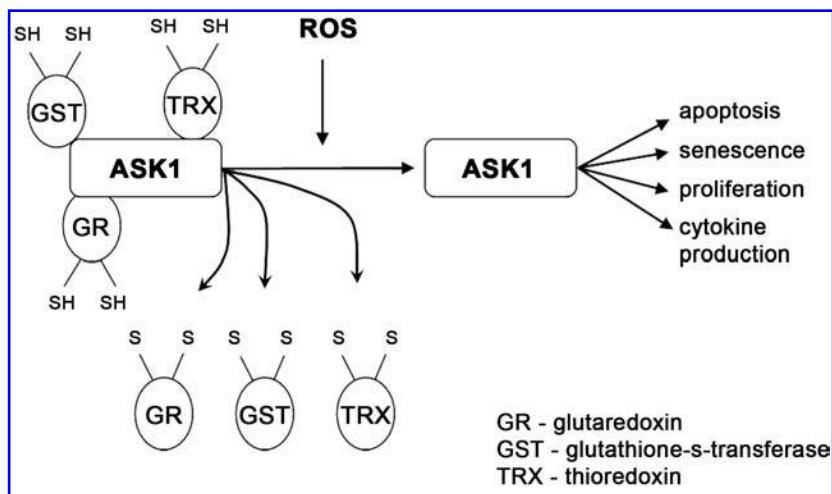 SH SH
SH SH
ROS
GST
TRX
ASK1
ASK1
apoptosis
senescence
proliferation
cytokine
production
GR
SH SH
S S
S S
S S
GR
GST
TRX
GR - glutaredoxin
GST - glutathione-s-transferase
TRX - thioredoxin